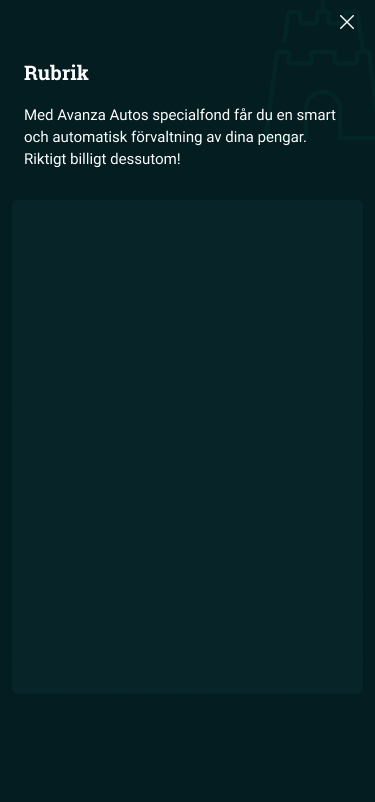 Rubrik
Med Avanza Autos specialfond får du en smart
och automatisk förvaltning av dina pengar.
Riktigt billigt dessutom!